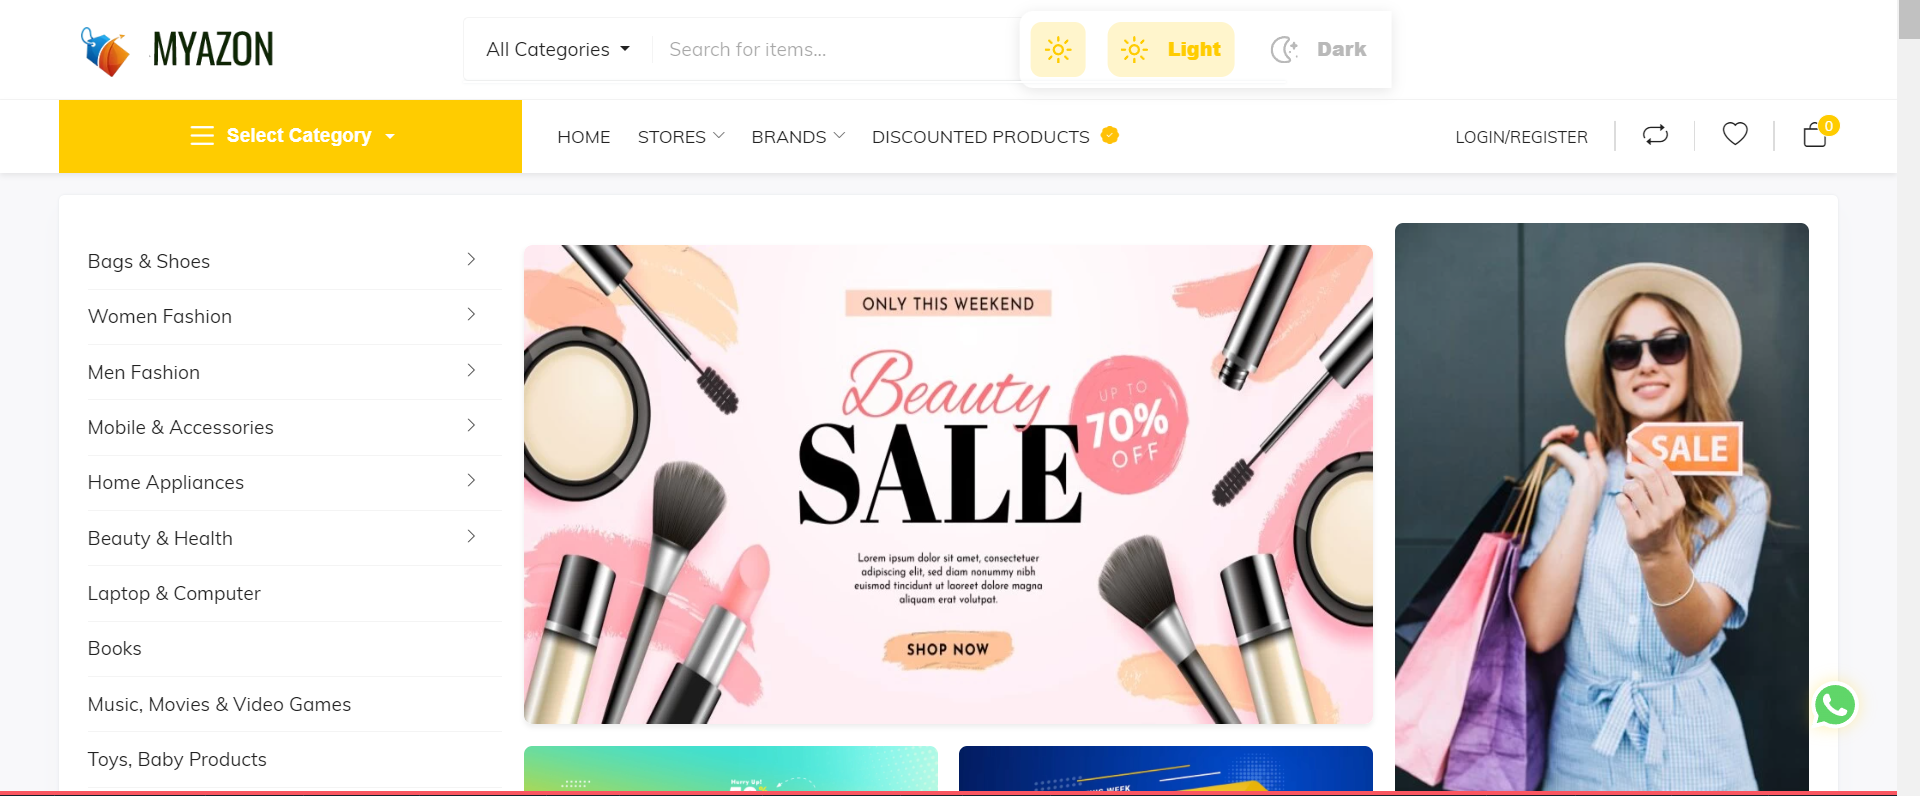 MYAZON
All Categories
Search for items...
Light
Dark
Select Category
HOME
STORES
BRANDS
DISCOUNTED PRODUCTS
LOGIN/REGISTER
0
Bags & Shoes
Women Fashion
Men Fashion
Mobile & Accessories
Home Appliances
Beauty & Health
Laptop & Computer
Books
Music, Movies & Video Games
Toys, Baby Products
ONLY THIS WEEKEND
Beauty
SALE
UP TO
70%
OFF
Lorem ipsum dolor sit amet, consectetuer
adipiscing elit, sed diam nonummy nibh
euismod tincidunt ut laoreet dolore magna
aliquam erat volutpat.
SHOP NOW
SALE
Hurry Up!
WEEK